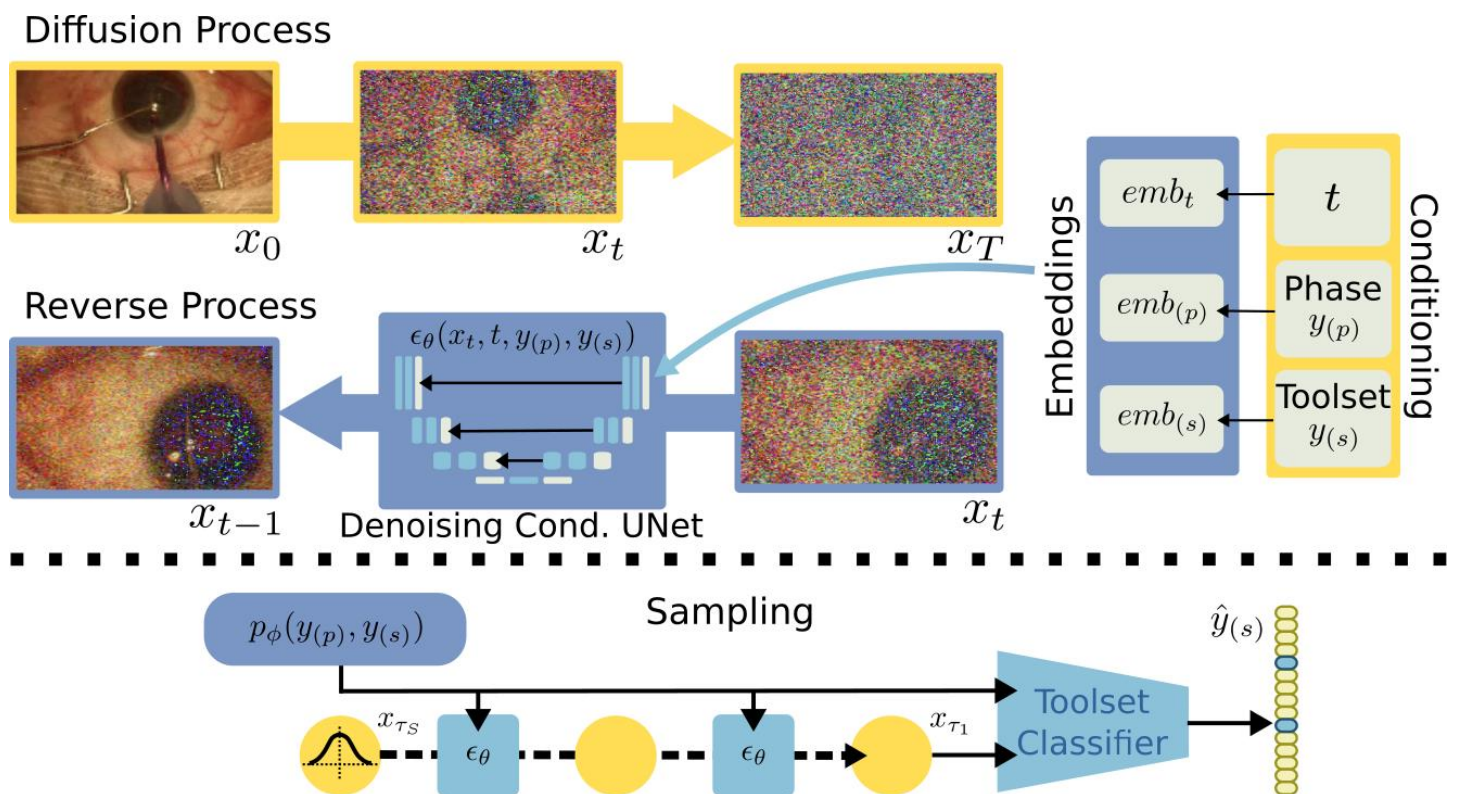 Diffusion Process
x_0
x_t
x_T
Embeddings
emb_t
emb_{(p)}
emb_{(s)}
t
Phase
y_{(p)}
Toolset
y_{(s)}
Conditioning
Reverse Process
x_{t-1}
ϵ_θ(x_t, t, y_{(p)}, y_{(s)})
Denoising Cond. UNet
x_t
Sampling
p_ϕ(y_{(p)}, y_{(s)})
x_{τ_S}
ϵ_θ
ϵ_θ
x_{τ_1}
Toolset
Classifier
ŷ_{(s)}